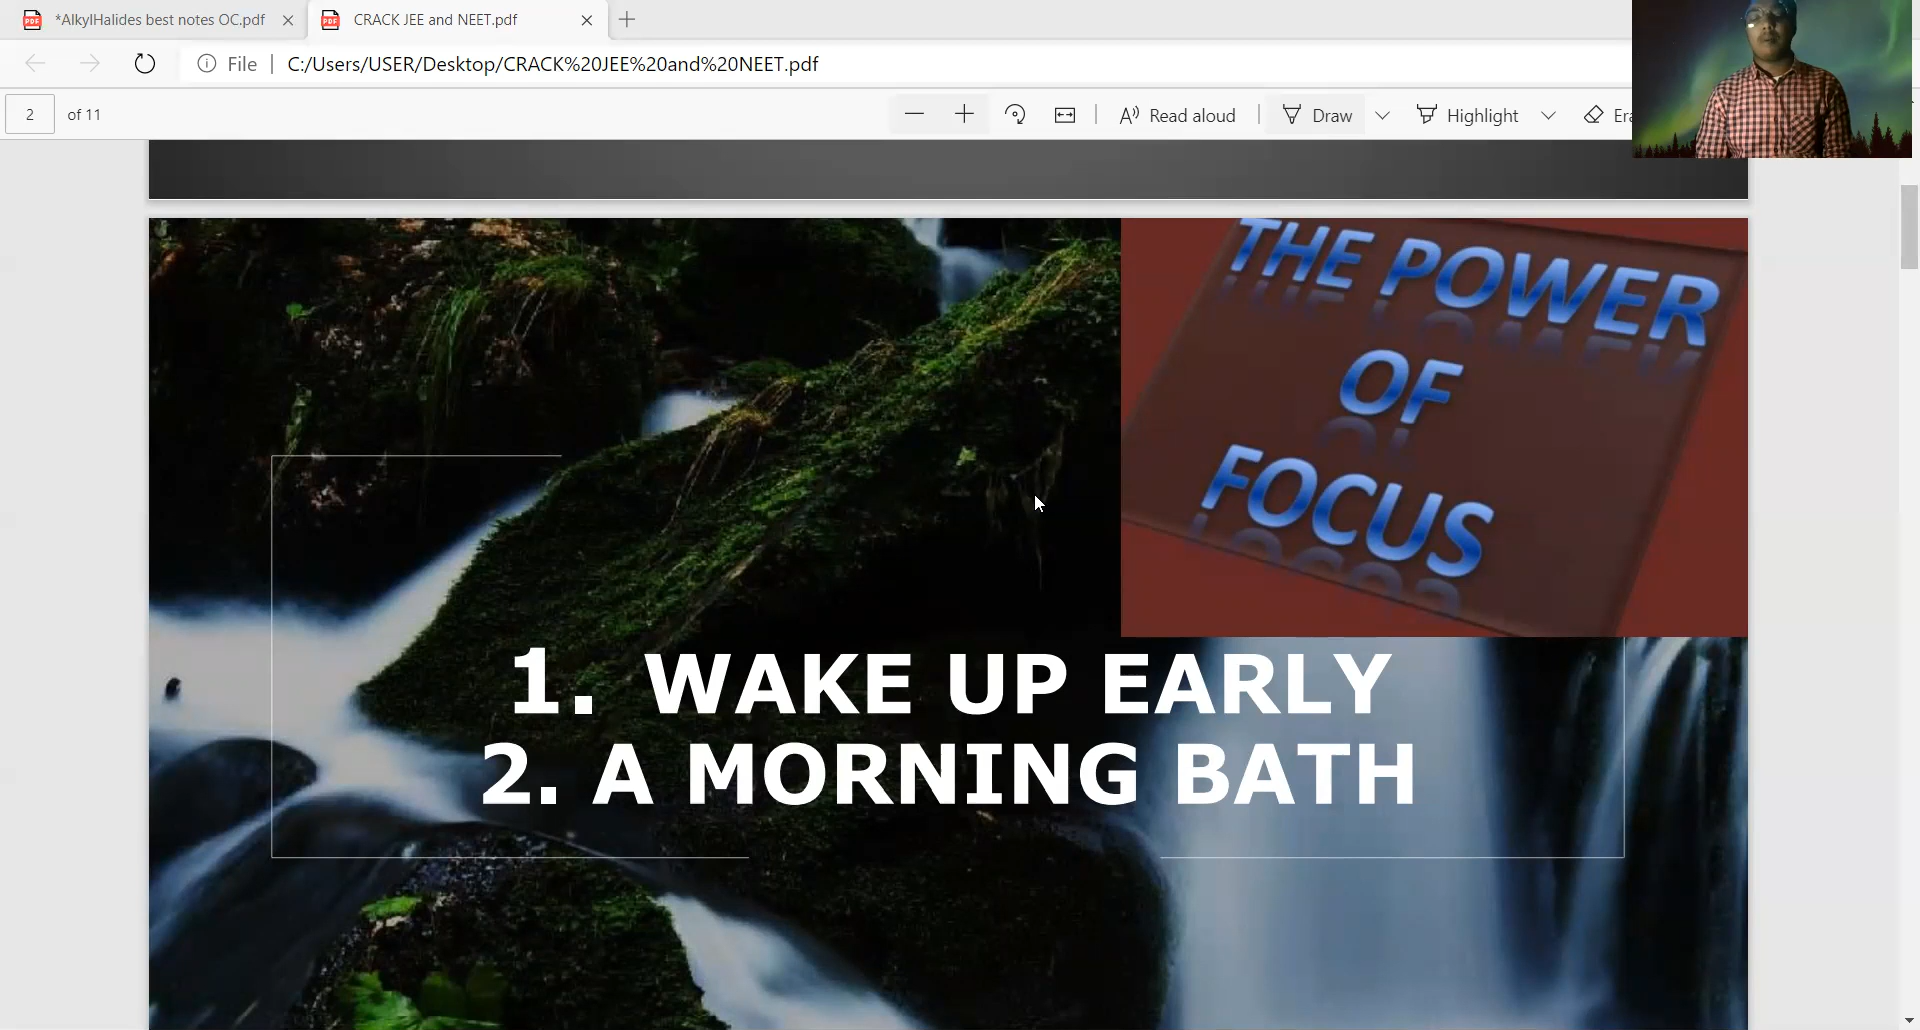 *AlkylHalides best notes OC.pdf
CRACK JEE and NEET.pdf
File
C:/Users/USER/Desktop/CRACK%20JEE%20and%20NEET.pdf
2 of 11
Read aloud
Draw
Highlight
Era
THE POWER
OF
FOCUS
1. WAKE UP EARLY
2. A MORNING BATH